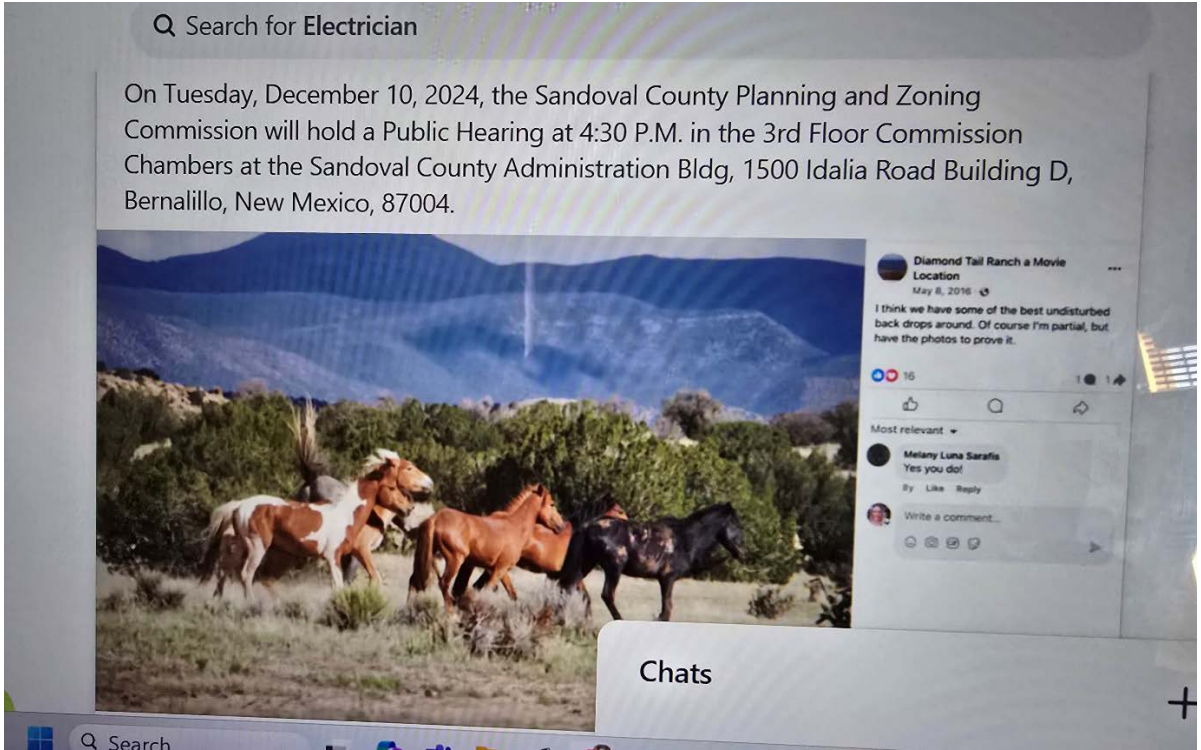 Search for Electrician
On Tuesday, December 10, 2024, the Sandoval County Planning and Zoning
Commission will hold a Public Hearing at 4:30 P.M. in the 3rd Floor Commission
Chambers at the Sandoval County Administration Bldg, 1500 Idalia Road Building D,
Bernalillo, New Mexico, 87004.
Diamond Tail Ranch a Movie
Location
May 8, 2016
I think we have some of the best undisturbed
back drops around. Of course I'm partial, but
have the photos to prove it.
16
1 1
Most relevant
Melany Luna Sarafis
Yes you do!
8y Like Reply
Write a comment...
Chats
Search